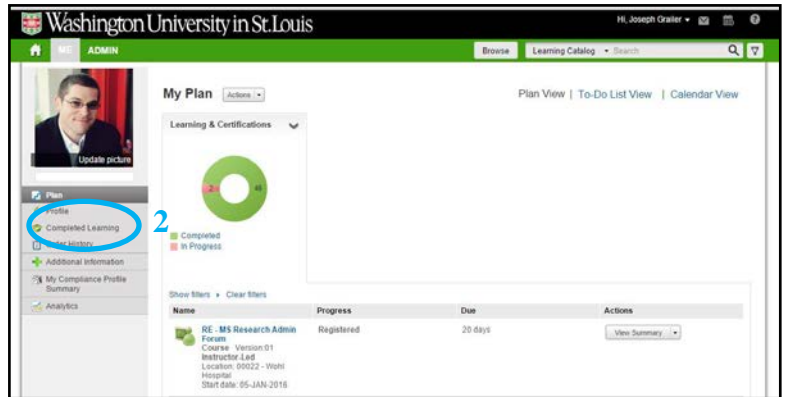 Washington University in St.Louis
Hi, Joseph Grailer
ME ADMIN
Browse Learning Catalog Search
Update picture
My Plan Actions
Plan View | To-Do List View | Calendar View
Learning & Certifications
2 46
Completed
In Progress
Plan
Profile
Completed Learning
2
Order History
Additional Information
My Compliance Profile
Summary
Analytics
Show filters Clear filters
Name Progress Due Actions
RE - MS Research Admin
Forum
Course Version:01
Instructor-Led
Location: 00022 - Wohl
Hospital
Start date: 05-JAN-2016
Registered
20 days
View Summary